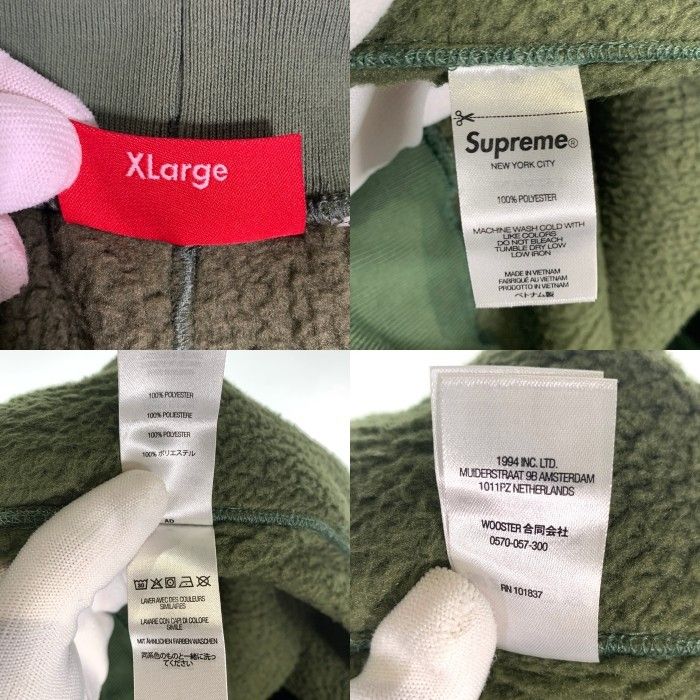 XLarge
Supreme®
NEW YORK CITY
100% POLYESTER
MACHINE WASH COLD WITH
LIKE COLORS
DO NOT BLEACH
TUMBLE DRY LOW
LOW IRON
MADE IN VIETNAM
FABRIQUÉ AU VIETNAM
PRODOTTO IN VIETNAM
ベトナム製
100% POLYESTER
100% POLIESTERE
100% POLYESTER
100% ポリエステル
AD
LAVER AVEC DES COULEURS
SIMILAIRES
LAVARE CON CAPI DI COLORE
SIMILE
MIT ÄHNLICHEN FARBEN WASCHEN
同系色のものと一緒に洗っ
てください
1994 INC. LTD.
MUIDERSTRAAT 9B AMSTERDAM
1011PZ NETHERLANDS
WOOSTER 合同会社
0570-057-300
RN 101837